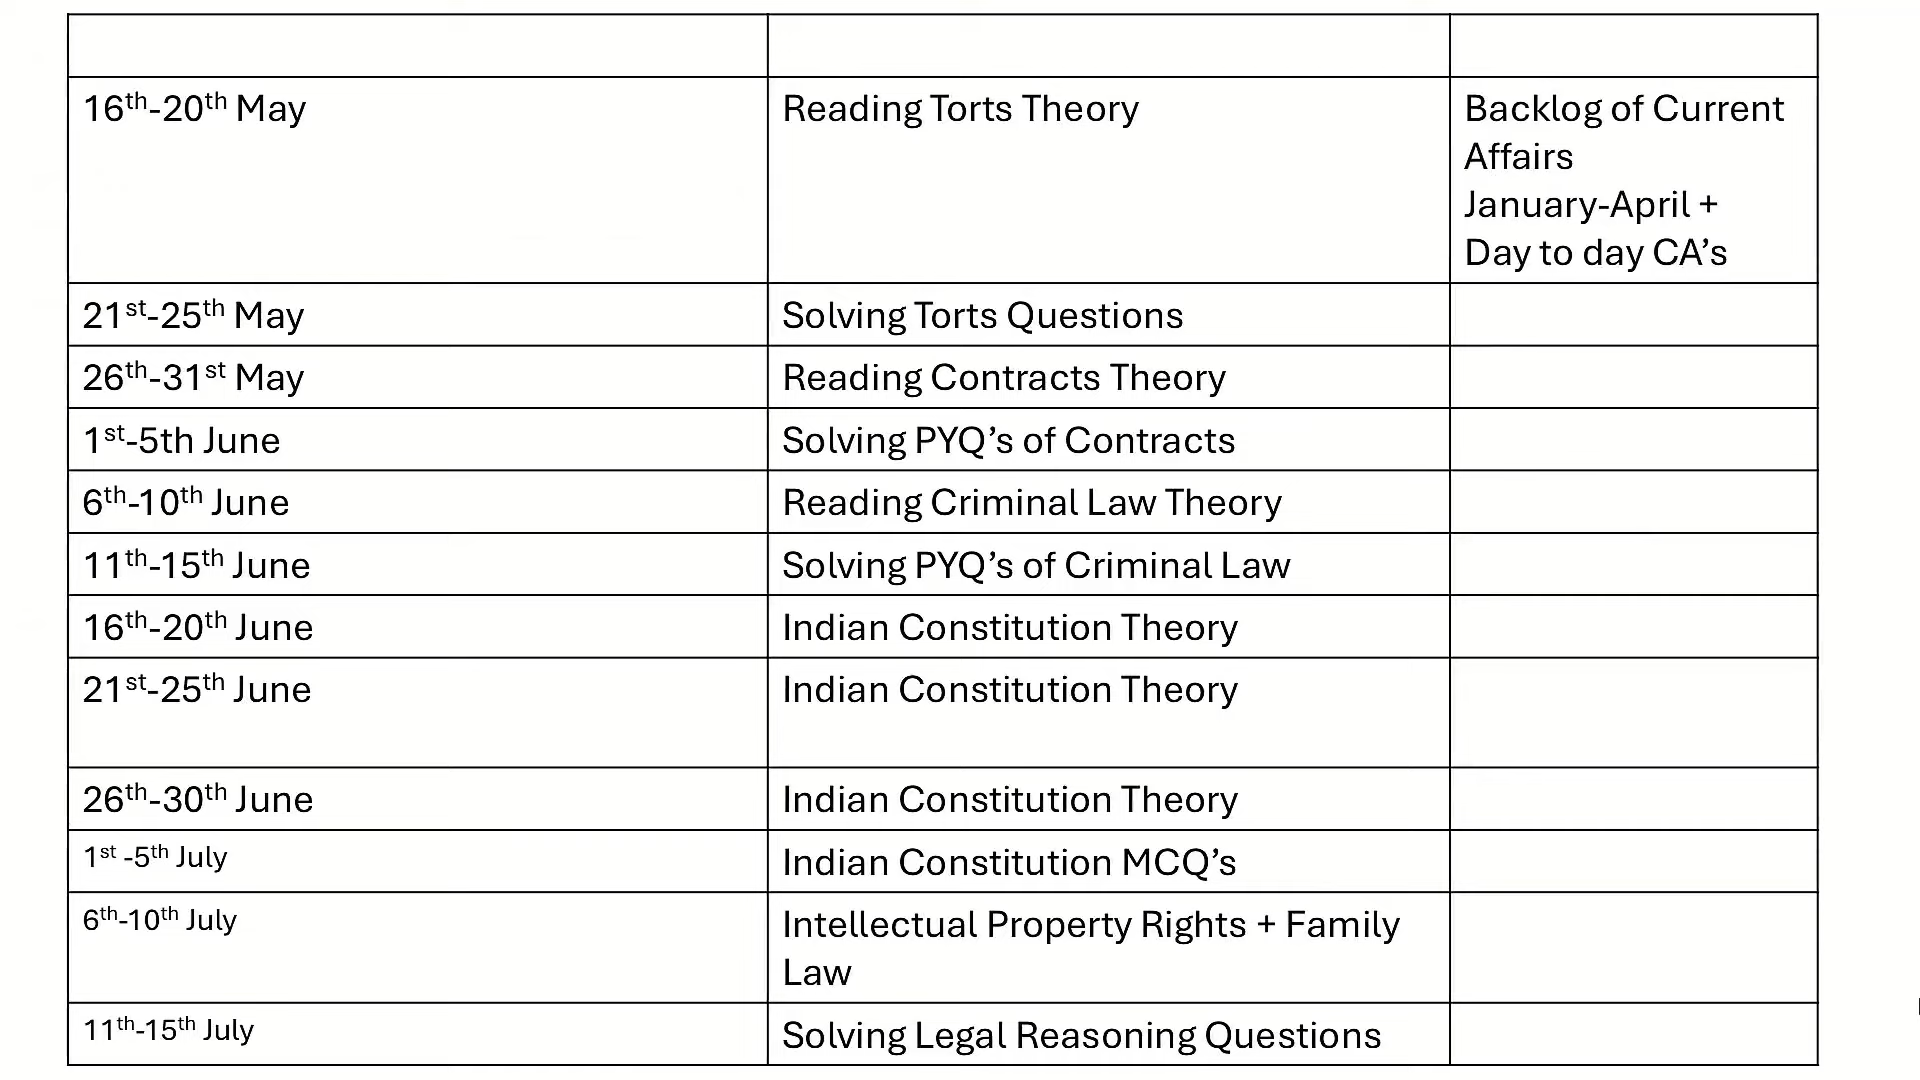 16th-20th May
Reading Torts Theory
Backlog of Current
Affairs
January-April +
Day to day CA’s
21st-25th May
Solving Torts Questions
26th-31st May
Reading Contracts Theory
1st-5th June
Solving PYQ’s of Contracts
6th-10th June
Reading Criminal Law Theory
11th-15th June
Solving PYQ’s of Criminal Law
16th-20th June
Indian Constitution Theory
21st-25th June
Indian Constitution Theory
26th-30th June
Indian Constitution Theory
1st -5th July
Indian Constitution MCQ’s
6th-10th July
Intellectual Property Rights + Family
Law
11th-15th July
Solving Legal Reasoning Questions